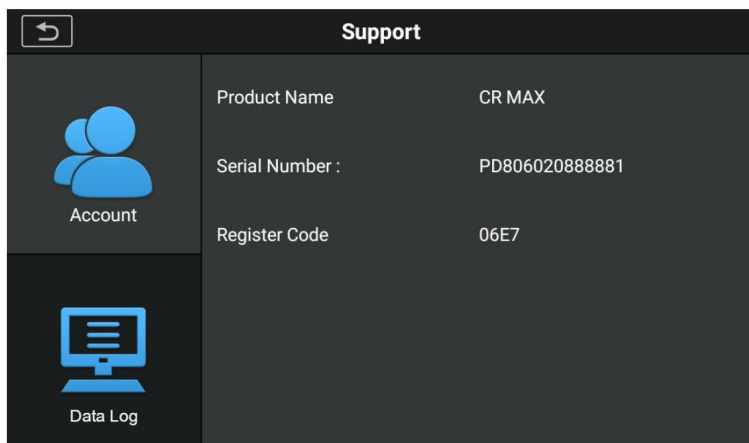 Support
Account
Product Name CR MAX
Serial Number : PD806020888881
Register Code 06E7
Data Log